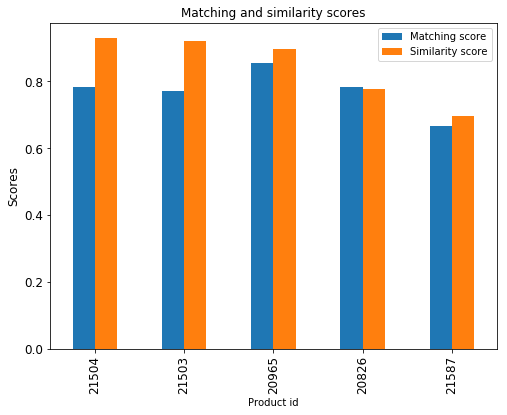 Matching and similarity scores
Matching score
Similarity score
Scores
0.8
0.6
0.4
0.2
0.0
21504
21503
20965
20826
21587
Product id